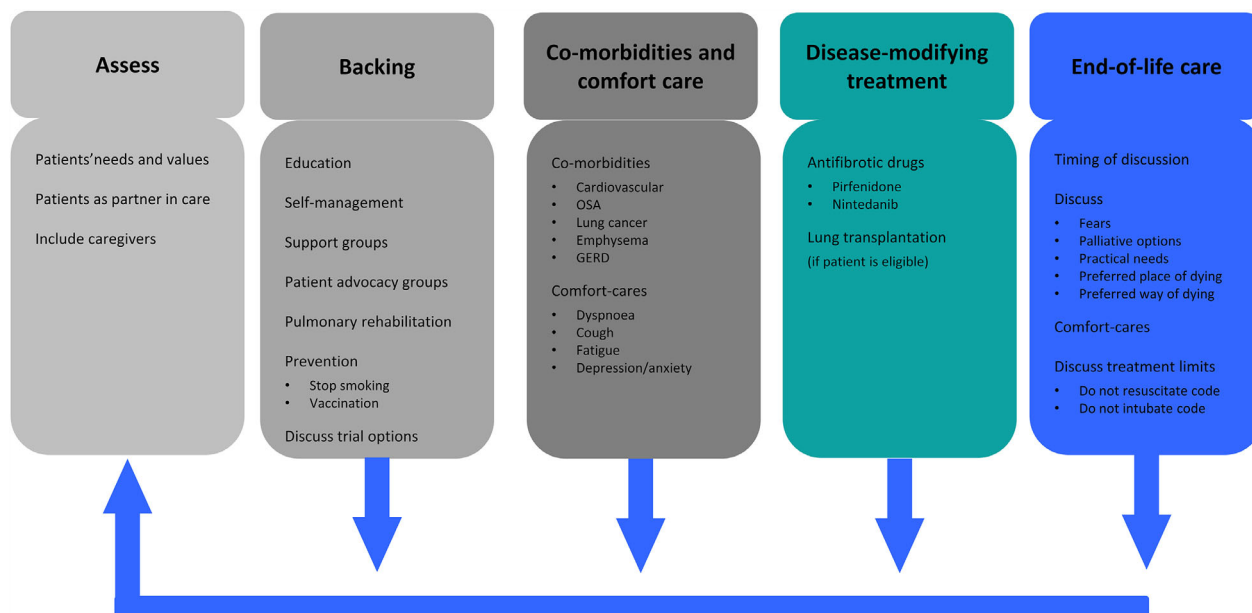 Assess
Patients'needs and values
Patients as partner in care
Include caregivers
Backing
Education
Self-management
Support groups
Patient advocacy groups
Pulmonary rehabilitation
Prevention
• Stop smoking
• Vaccination
Discuss trial options
Co-morbidities and
comfort care
Co-morbidities
• Cardiovascular
• OSA
• Lung cancer
• Emphysema
• GERD
Comfort-cares
• Dyspnoea
• Cough
• Fatigue
• Depression/anxiety
Disease-modifying
treatment
Antifibrotic drugs
• Pirfenidone
• Nintedanib
Lung transplantation
(if patient is eligible)
End-of-life care
Timing of discussion
Discuss
• Fears
• Palliative options
• Practical needs
• Preferred place of dying
• Preferred way of dying
Comfort-cares
Discuss treatment limits
• Do not resuscitate code
• Do not intubate code